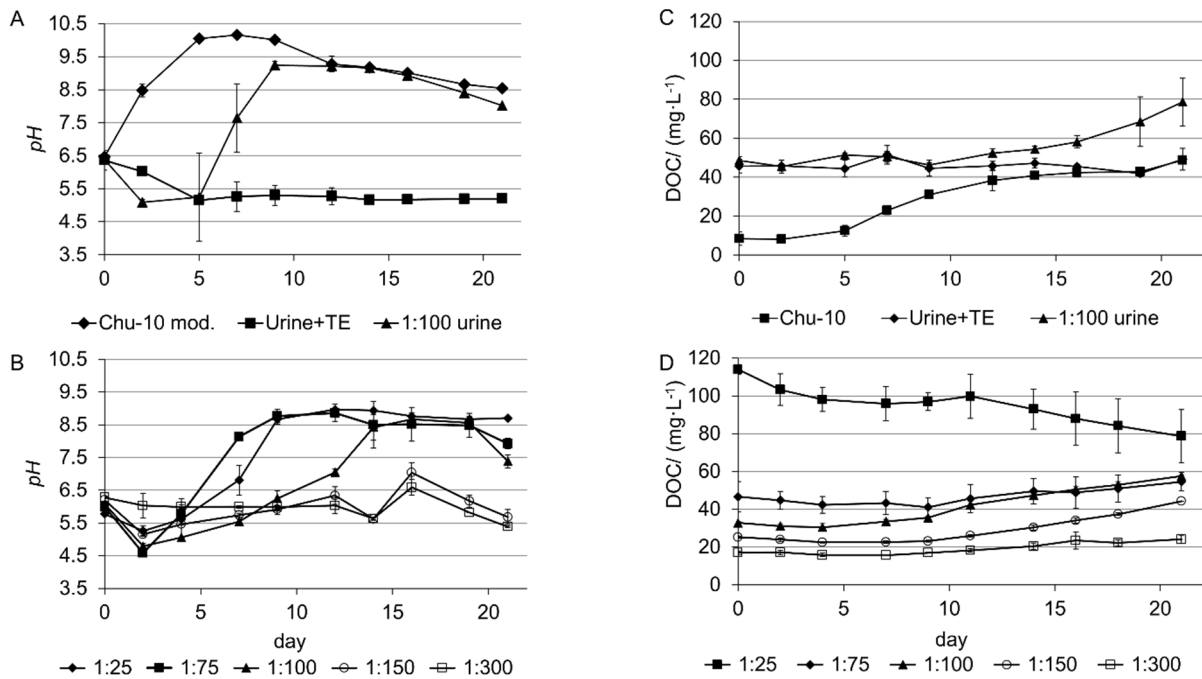 A
10.5
9.5
8.5
7.5
6.5
5.5
4.5
3.5
pH
0 5 10 15 20
Chu-10 mod. Urine+TE 1:100 urine
B
10.5
9.5
8.5
7.5
6.5
5.5
4.5
3.5
pH
0 5 10 15 20
day
1:25 1:75 1:100 1:150 1:300
C
120
100
80
60
40
20
0
DOC/ (mg·L⁻¹)
0 5 10 15 20
Chu-10 Urine+TE 1:100 urine
D
120
100
80
60
40
20
0
DOC/ (mg·L⁻¹)
0 5 10 15 20
day
1:25 1:75 1:100 1:150 1:300